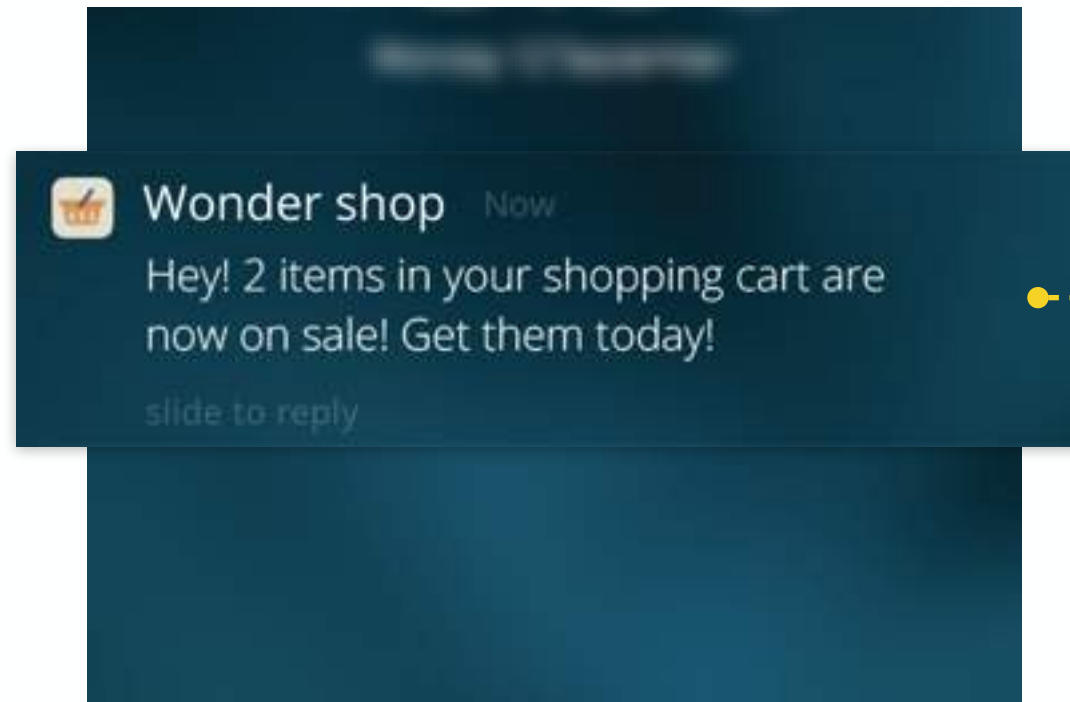 Wonder shop Now
Hey! 2 items in your shopping cart are
now on sale! Get them today!
slide to reply